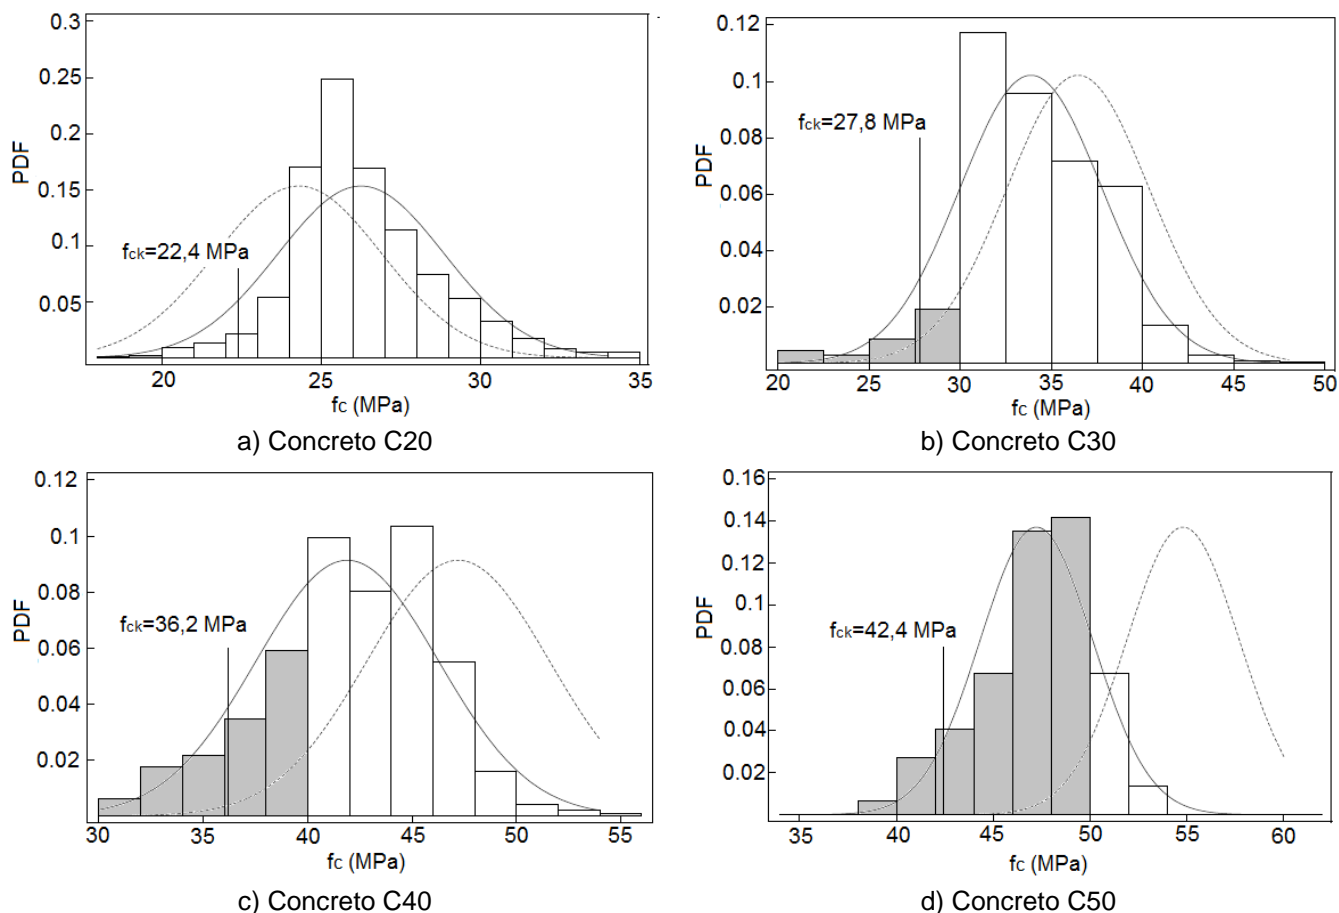 0.3
0.25
0.2
0.15
0.1
0.05
PDF
fck=22,4 MPa
20 25 30 35
fc (MPa)
a) Concreto C20
0.12
0.1
0.08
0.06
0.04
0.02
PDF
fck=27,8 MPa
20 25 30 35 40 45 50
fc (MPa)
b) Concreto C30
0.12
0.1
0.08
0.06
0.04
0.02
PDF
fck=36,2 MPa
30 35 40 45 50 55
fc (MPa)
c) Concreto C40
0.16
0.14
0.12
0.1
0.08
0.06
0.04
0.02
PDF
fck=42,4 MPa
35 40 45 50 55 60
fc (MPa)
d) Concreto C50